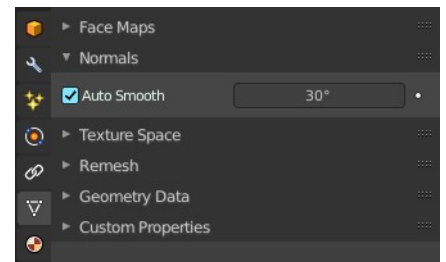 Face Maps
Normals
Auto Smooth 30°
Texture Space
Remesh
Geometry Data
Custom Properties